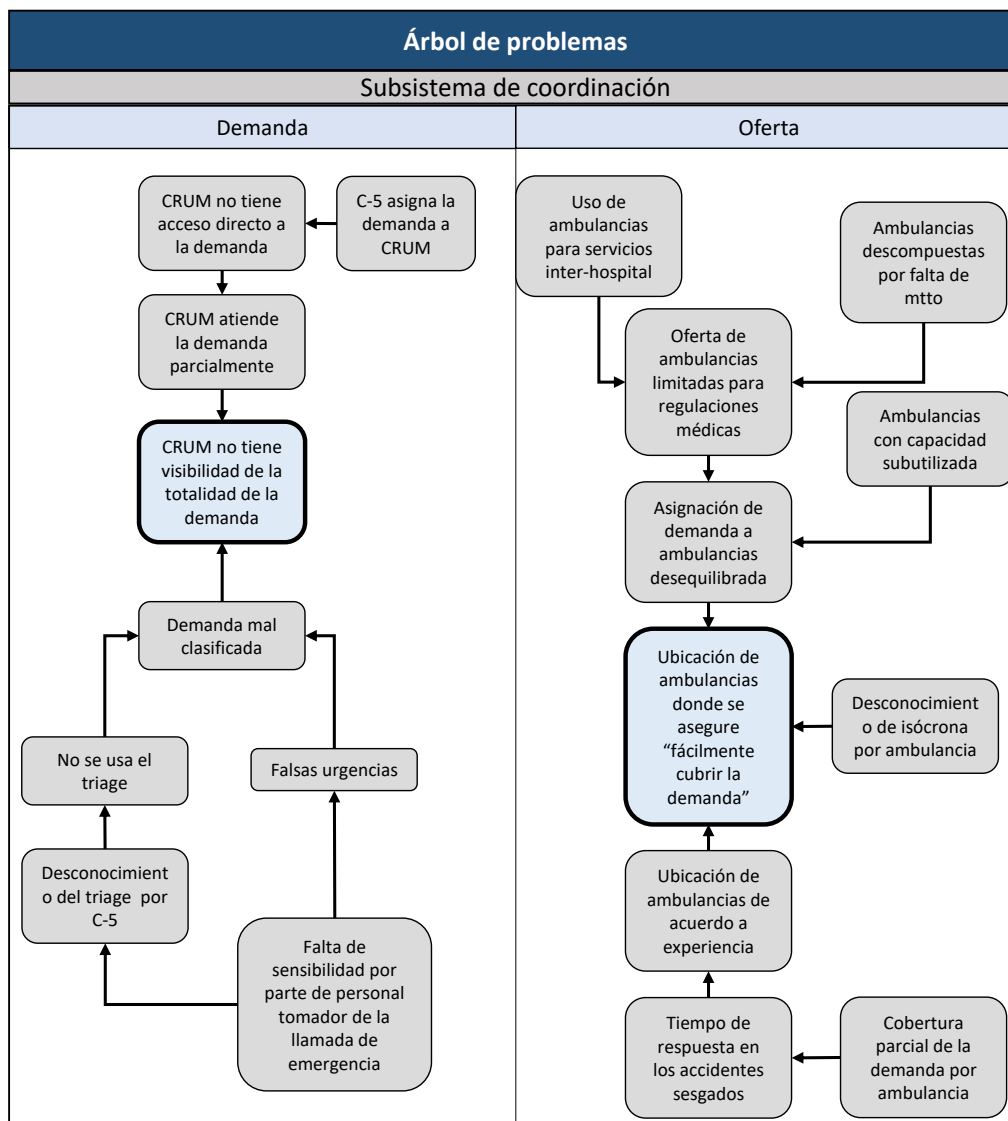 Árbol de problemas
Subsistema de coordinación
Demanda
Oferta
CRUM no tiene
acceso directo a
la demanda
C-5 asigna la
demanda a
CRUM
CRUM atiende
la demanda
parcialmente
CRUM no tiene
visibilidad de la
totalidad de la
demanda
Demanda mal
clasificada
No se usa el
triage
Falsas urgencias
Desconocimient
o del triage por
C-5
Falta de
sensibilidad por
parte de personal
tomador de la
llamada de
emergencia
Uso de
ambulancias
para servicios
inter-hospital
Ambulancias
descompuestas
por falta de
mtto
Oferta de
ambulancias
limitadas para
regulaciones
médicas
Ambulancias
con capacidad
subutilizada
Asignación de
demanda a
ambulancias
desequilibrada
Ubicación de
ambulancias
donde se
asegure
“fácilmente
cubrir la
demanda”
Desconocimient
o de isócrona
por ambulancia
Ubicación de
ambulancias de
acuerdo a
experiencia
Tiempo de
respuesta en
los accidentes
sesgados
Cobertura
parcial de la
demanda por
ambulancia